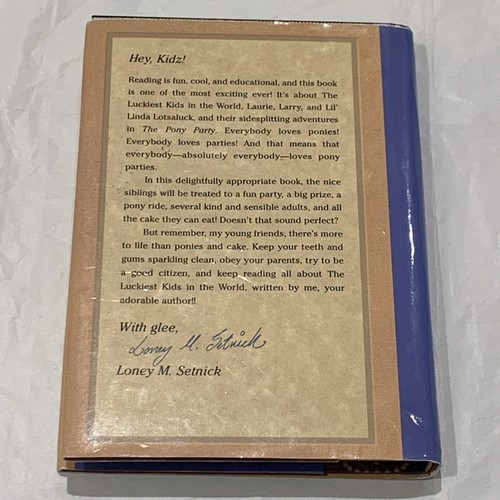 Hey, Kidz!
Reading is fun, cool, and educational, and this book
is one of the most exciting ever! It's about The
Luckiest Kids in the World, Laurie, Larry, and Lil'
Linda Lotsaluck, and their sidesplitting adventures
in The Pony Party. Everybody loves ponies!
Everybody loves parties! And that means that
everybody—absolutely everybody—loves pony
parties.
In this delightfully appropriate book, the nice
siblings will be treated to a fun party, a big prize, a
pony ride, several kind and sensible adults, and all
the cake they can eat! Doesn't that sound perfect?
But remember, my young friends, there's more
to life than ponies and cake. Keep your teeth and
gums sparkling clean, obey your parents, try to be
a good citizen, and keep reading all about The
Luckiest Kids in the World, written by me, your
adorable author!!
With glee,
Loney M. Setnick
Loney M. Setnick